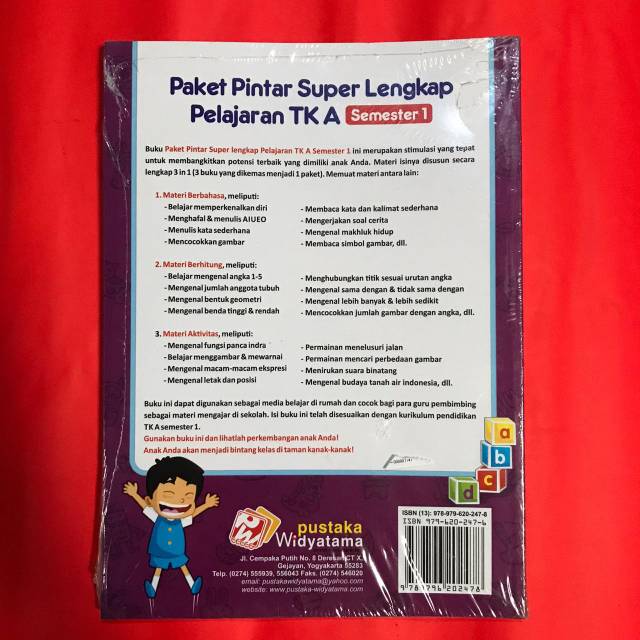 Paket Pintar Super Lengkap
Pelajaran TK A Semester 1
Buku Paket Pintar Super lengkap Pelajaran TK A Semester 1 ini merupakan stimulasi yang tepat
untuk membangkitkan potensi terbaik yang dimiliki anak Anda. Materi isinya disusun secara
lengkap 3 in 1 (3 buku yang dikemas menjadi 1 paket). Memuat materi antara lain:
1. Materi Berbahasa, meliputi:
- Belajar memperkenalkan diri
- Menghafal & menulis AIUEO
- Menulis kata sederhana
- Mencocokkan gambar
- Membaca kata dan kalimat sederhana
- Mengerjakan soal cerita
- Mengenal makhluk hidup
- Membaca simbol gambar, dll.
2. Materi Berhitung, meliputi:
- Belajar mengenal angka 1-5
- Mengenal jumlah anggota tubuh
- Mengenal bentuk geometri
- Mengenal benda tinggi & rendah
- Menghubungkan titik sesuai urutan angka
- Mengenal sama dengan & tidak sama dengan
- Mengenal lebih banyak & lebih sedikit
- Mencocokkan jumlah gambar dengan angka, dll.
3. Materi Aktivitas, meliputi:
- Mengenal fungsi panca indra
- Belajar menggambar & mewarnai
- Mengenal macam-macam ekspresi
- Mengenal letak dan posisi
- Permainan menelusuri jalan
- Permainan mencari perbedaan gambar
- Menirukan suara binatang
- Mengenal budaya tanah air indonesia, dll.
Buku ini dapat digunakan sebagai media belajar di rumah dan cocok bagi para guru pembimbing
sebagai materi mengajar di sekolah. Isi buku ini telah disesuaikan dengan kurikulum pendidikan
TK A semester 1.
Gunakan buku ini dan lihatlah perkembangan anak Anda!
Anak Anda akan menjadi bintang kelas di taman kanak-kanak!
a
b
c
d
PW
pustaka
Widyatama
Jl. Cempaka Putih No. 8 Deresan CT X,
Gejayan, Yogyakarta 55283
Telp. (0274) 555939, 556043 Faks. (0274) 546020
email: pustakawidyatama@yahoo.com
website: www.pustaka-widyatama.com
ISBN (13): 978-979-620-247-8
ISBN 979-620-247-6
9 789796 202478